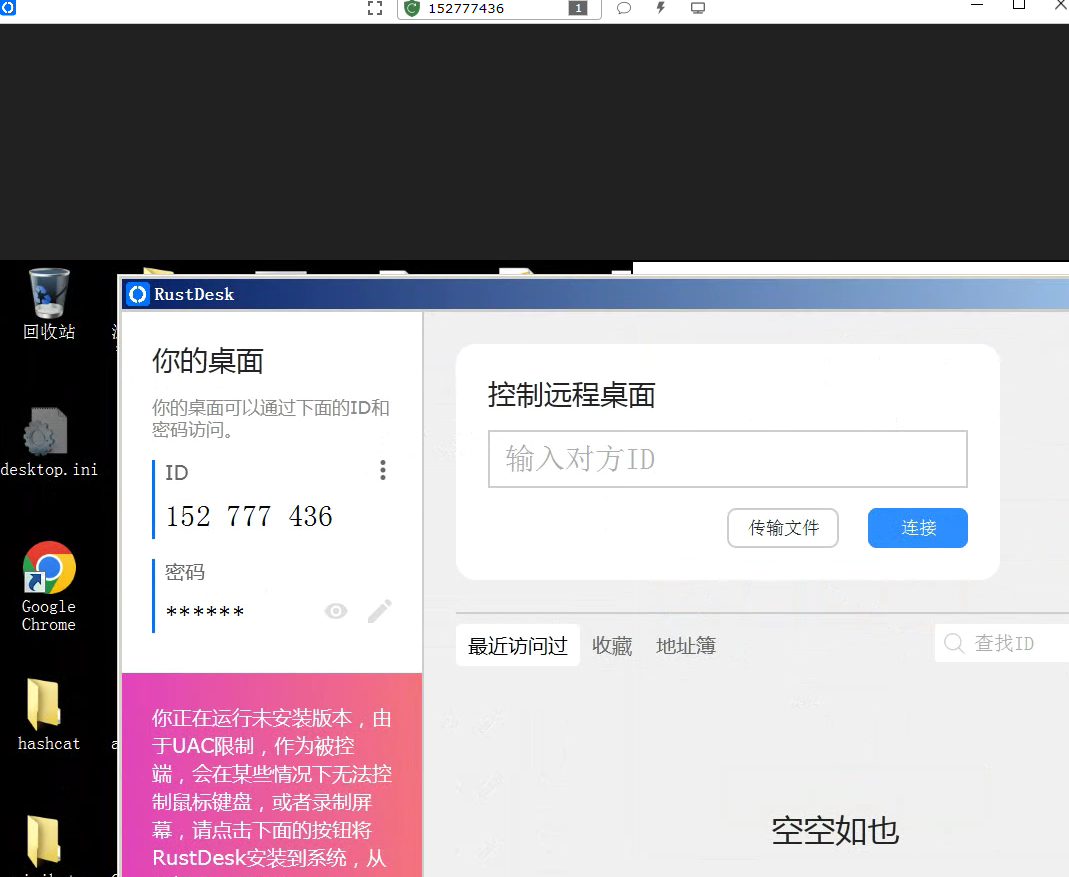 152777436
1
回收站
desktop.ini
Google
Chrome
hashcat
RustDesk
你的桌面
你的桌面可以通过下面的ID和
密码访问。
ID
152 777 436
密码
******
你正在运行未安装版本，由
于UAC限制，作为被控
端，会在某些情况下无法控
制鼠标键盘，或者录制屏
幕，请点击下面的按钮将
RustDesk安装到系统，从
控制远程桌面
输入对方ID
传输文件
连接
最近访问过
收藏
地址簿
查找ID
空空如也